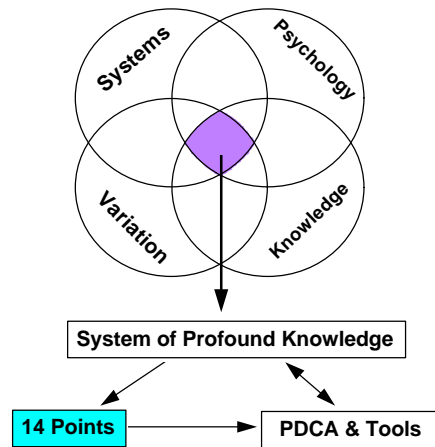 Systems
Psychology
Variation
Knowledge
System of Profound Knowledge
14 Points
PDCA & Tools